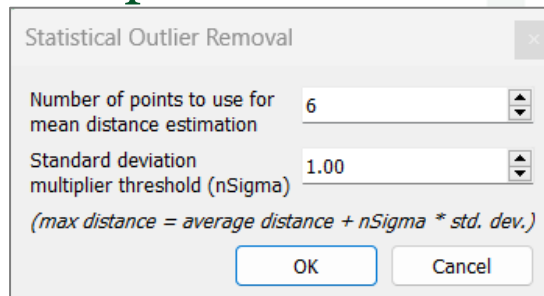 Statistical Outlier Removal
Number of points to use for
mean distance estimation
6
Standard deviation
multiplier threshold (nSigma)
1.00
(max distance = average distance + nSigma * std. dev.)
OK
Cancel